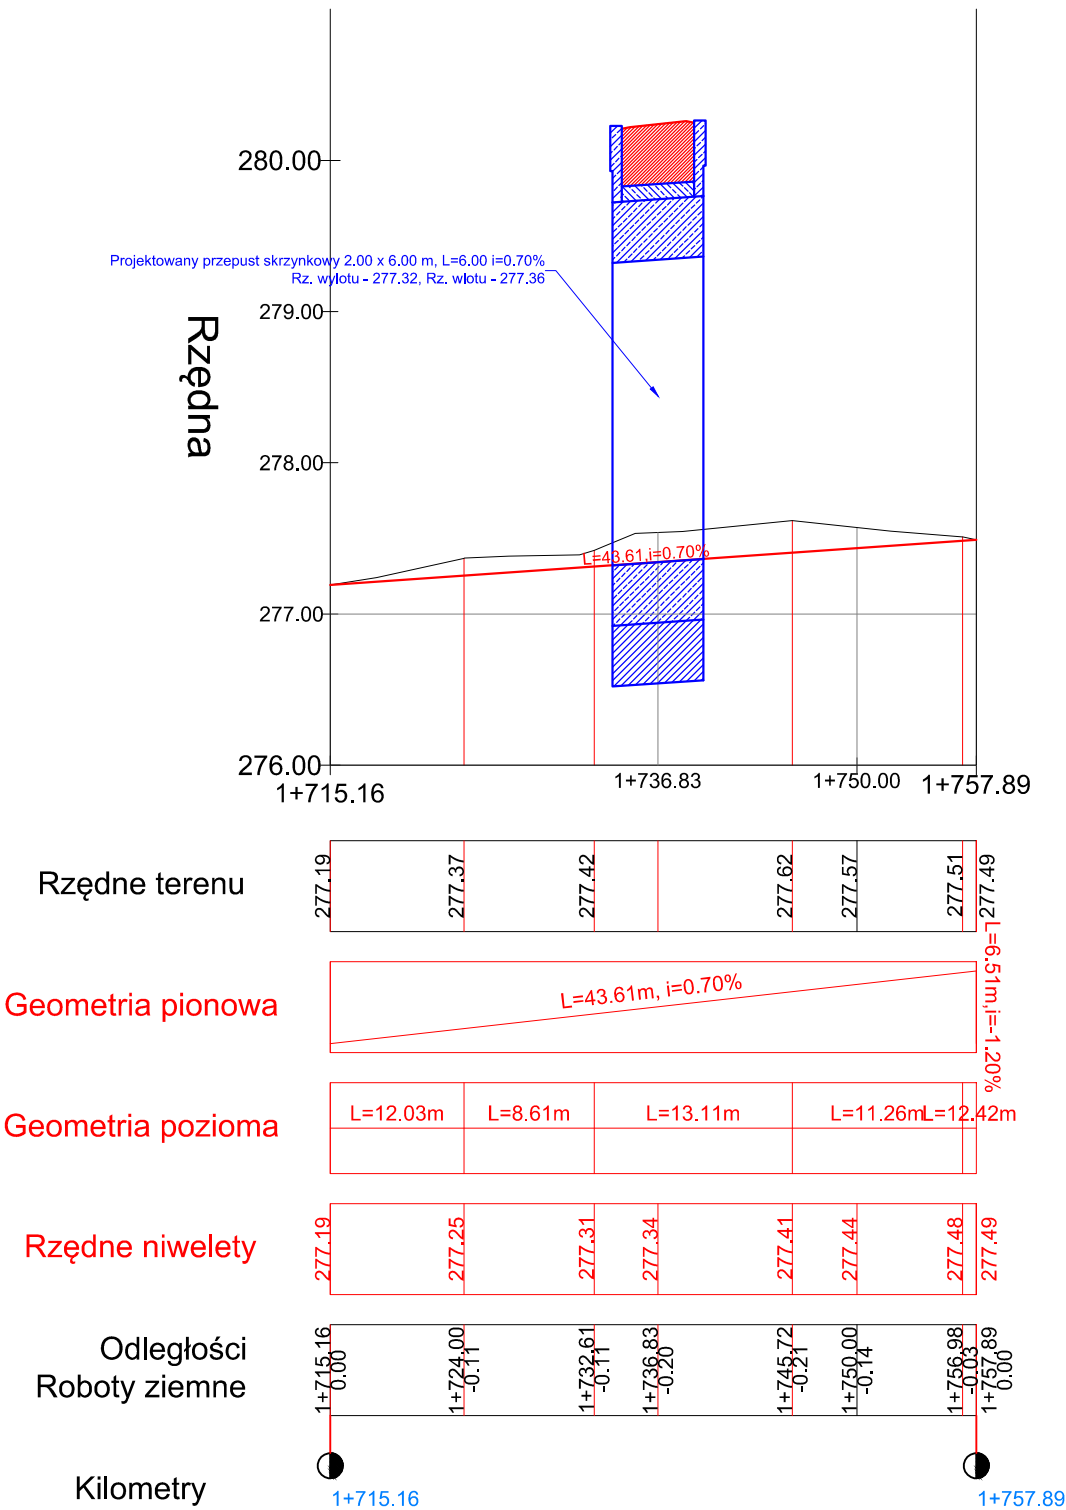 280.00
Projektowany przepust skrzynkowy 2.00 x 6.00 m, L=6.00 i=0.70%
Rz. wylotu - 277.32, Rz. wlotu - 277.36
279.00
Rzędna
278.00
L=43.61,i=0.70%
277.00
276.00
1+715.16
1+736.83
1+750.00
1+757.89
Rzędne terenu
277.19
277.37
277.42
277.62
277.57
277.51
277.49
Geometria pionowa
L=43.61m, i=0.70%
L=6.51m,i=-1.20%
Geometria pozioma
L=12.03m
L=8.61m
L=13.11m
L=11.26m
L=12.42m
Rzędne niwelety
277.19
277.25
277.31
277.34
277.41
277.44
277.48
277.49
Odległości
Roboty ziemne
1+715.16
0.00
1+724.00
-0.11
1+732.61
-0.11
1+736.83
-0.20
1+745.72
-0.21
1+750.00
-0.14
1+756.98
-0.03
1+757.89
0.00
Kilometry
1+715.16
1+757.89